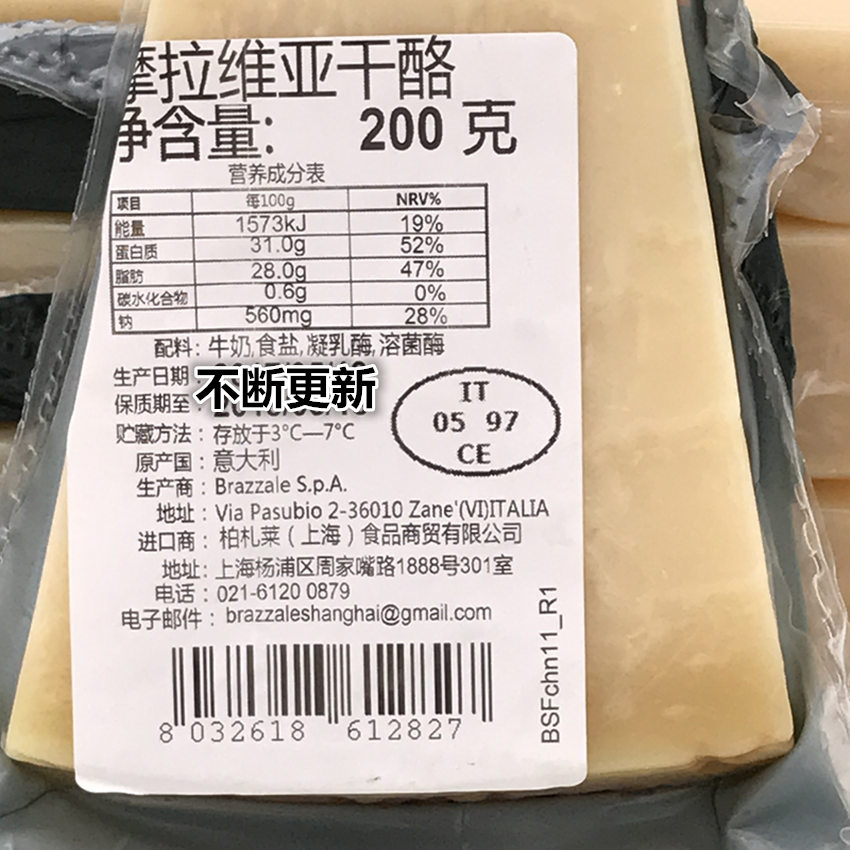 摩拉维亚干酪
净含量: 200 克
营养成分表
项目 每100g NRV%
能量 1573kJ 19%
蛋白质 31.0g 52%
脂肪 28.0g 47%
碳水化合物 0.6g 0%
钠 560mg 28%
配料: 牛奶,食盐,凝乳酶,溶菌酶
生产日期
不断更新
保质期至:
贮藏方法: 存放于3°C—7°C
原产国: 意大利
生产商: Brazzale S.p.A.
地址: Via Pasubio 2-36010 Zane'(VI)ITALIA
进口商: 柏札莱(上海)食品商贸有限公司
地址: 上海杨浦区周家嘴路1888号301室
电话: 021-6120 0879
电子邮件: brazzaleshanghai@gmail.com
IT
05 97
CE
8 032618 612827
BSFchn11_R1